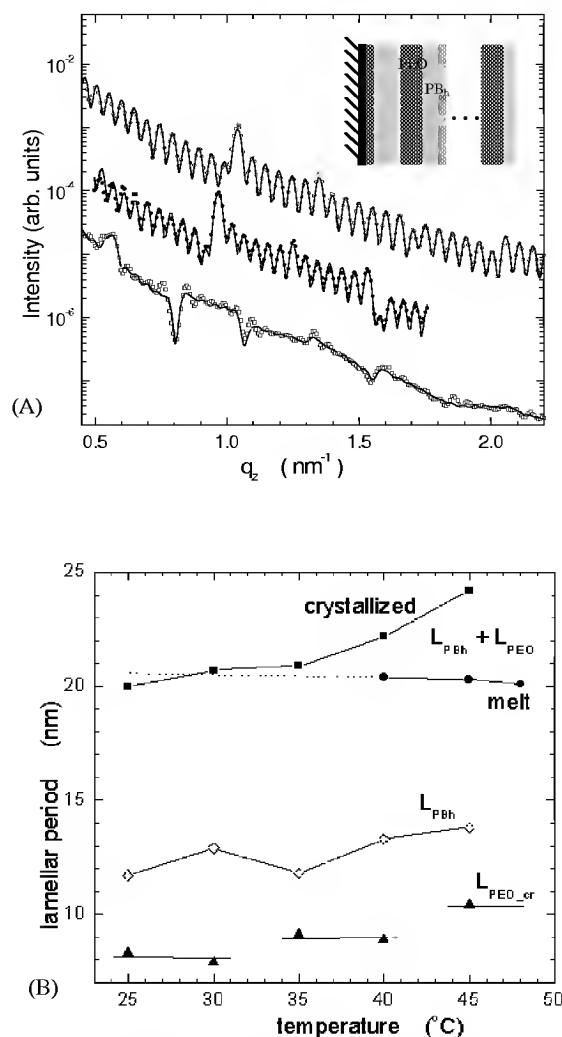 10⁻²
10⁻⁴
10⁻⁶
Intensity (arb. units)
PEO
PBh
0.5 1.0 1.5 2.0
q_z ( nm⁻¹ )
(A)
25
20
15
10
lamellar period (nm)
crystallized
L_PBh + L_PEO
melt
L_PBh
L_PEO_cr
25 30 35 40 45 50
temperature (°C)
(B)